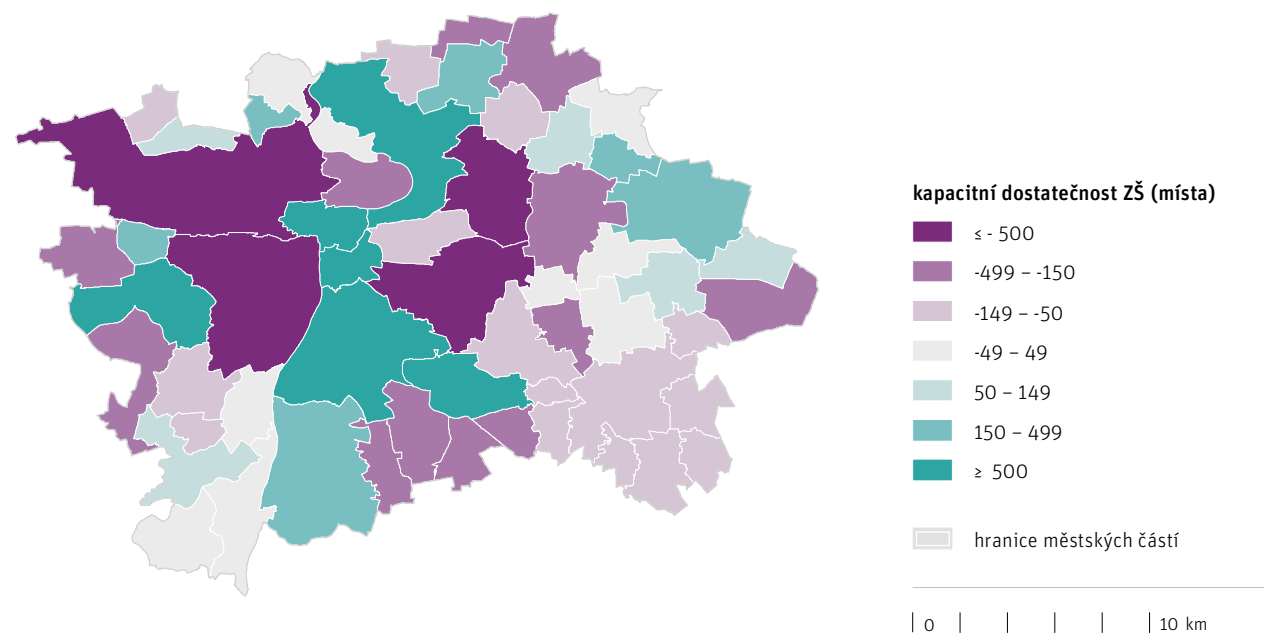 kapacitní dostatečnost ZŠ (místa)
≤ - 500
-499 – -150
-149 – -50
-49 – 49
50 – 149
150 – 499
≥ 500
hranice městských částí
0 10 km